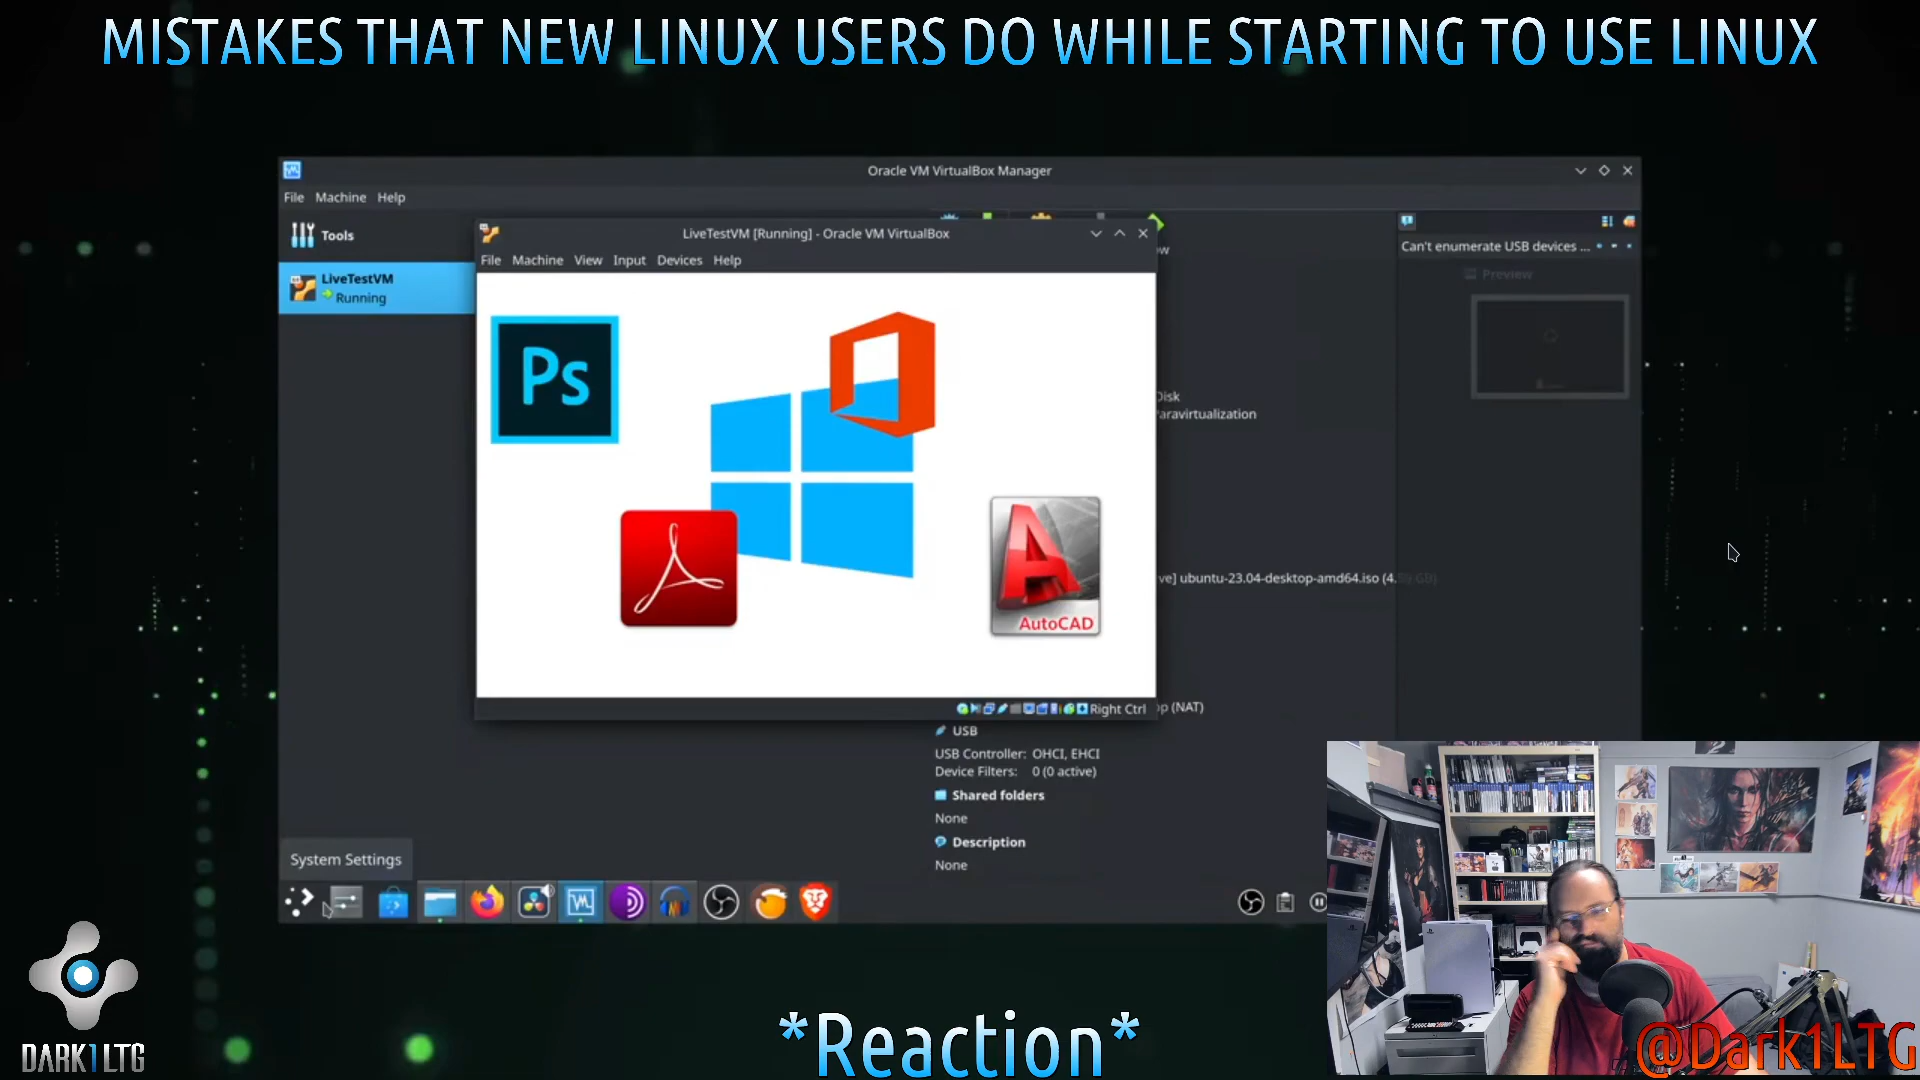 MISTAKES THAT NEW LINUX USERS DO WHILE STARTING TO USE LINUX
Oracle VM VirtualBox Manager
File Machine Help
Tools
LiveTestVM
Running
LiveTestVM [Running] - Oracle VM VirtualBox
File Machine View Input Devices Help
Can't enumerate USB devices ...
Preview
Ps
AutoCAD
Disk
Paravirtualization
ubuntu-23.04-desktop-amd64.iso
Right Ctrl
(NAT)
USB
USB Controller: OHCI, EHCI
Device Filters: 0 (0 active)
Shared folders
None
Description
None
System Settings
DARK1LTG
*Reaction*
@Dark1LTG